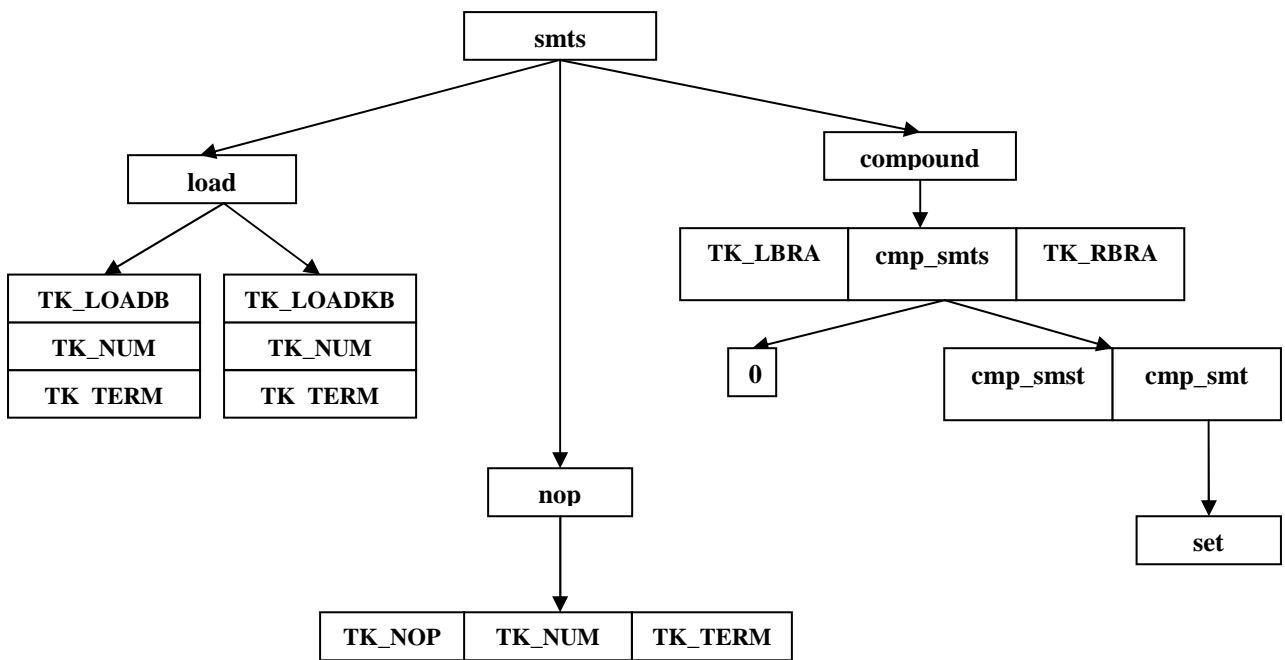 smts
load
compound
TK_LBRA cmp_smts TK_RBRA
TK_LOADB TK_LOADKB
TK_NUM TK_NUM
TK_TERM TK_TERM
0 cmp_smst cmp_smt
nop
set
TK_NOP TK_NUM TK_TERM